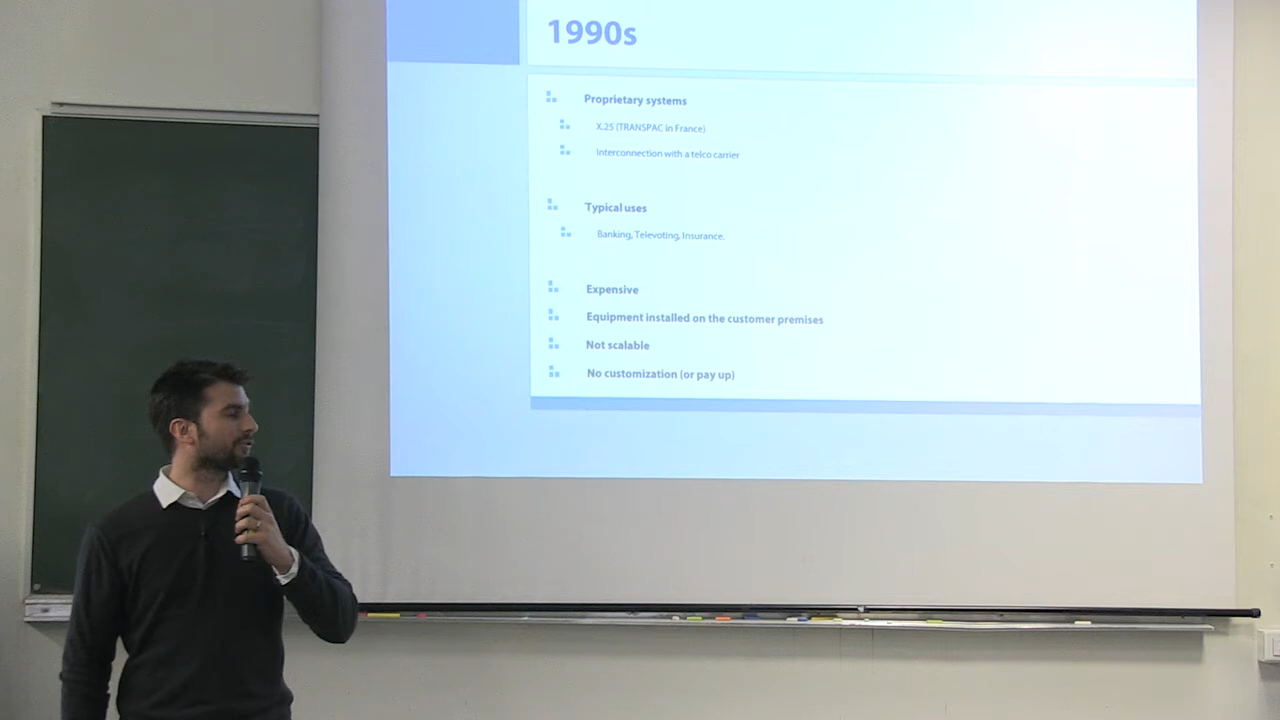 1990s
Proprietary systems
X.25 (TRANSPAC in France)
Interconnection with a telco carrier
Typical uses
Banking, Televoting, Insurance.
Expensive
Equipment installed on the customer premises
Not scalable
No customization (or pay up)